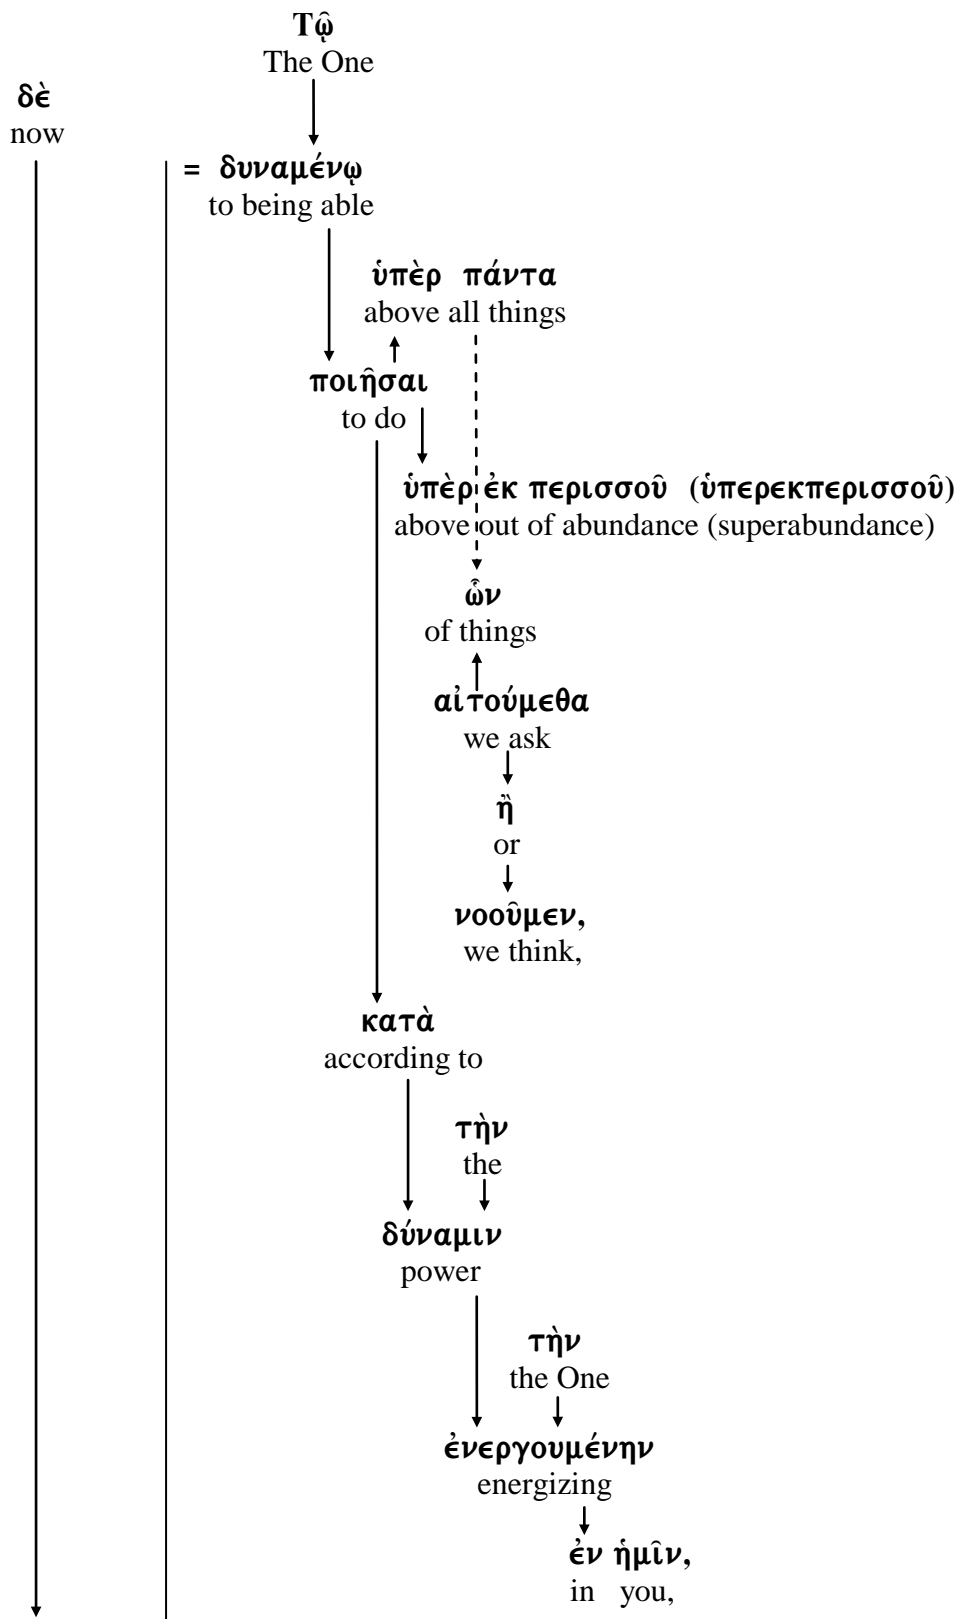 Τῷ
The One
δὲ
now
= δυναμένῳ
to being able
ὑπὲρ πάντα
above all things
ποιῆσαι
to do
ὑπὲρ ἐκ περισσοῦ (ὑπερεκπερισσοῦ)
above out of abundance (superabundance)
ὧν
of things
αἰτούμεθα
we ask
ἢ
or
νοοῦμεν,
we think,
κατὰ
according to
τὴν
the
δύναμιν
power
τὴν
the One
ἐνεργουμένην
energizing
ἐν ἡμῖν,
in you,